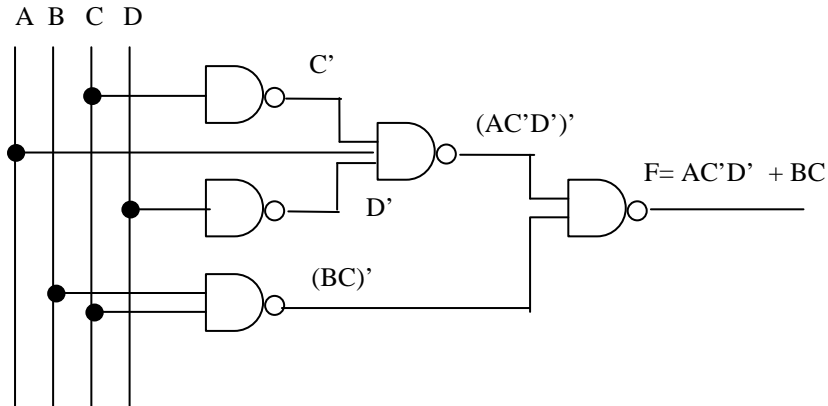 A B C D
C’
(AC’D’)’
F= AC’D’ + BC
D’
(BC)’